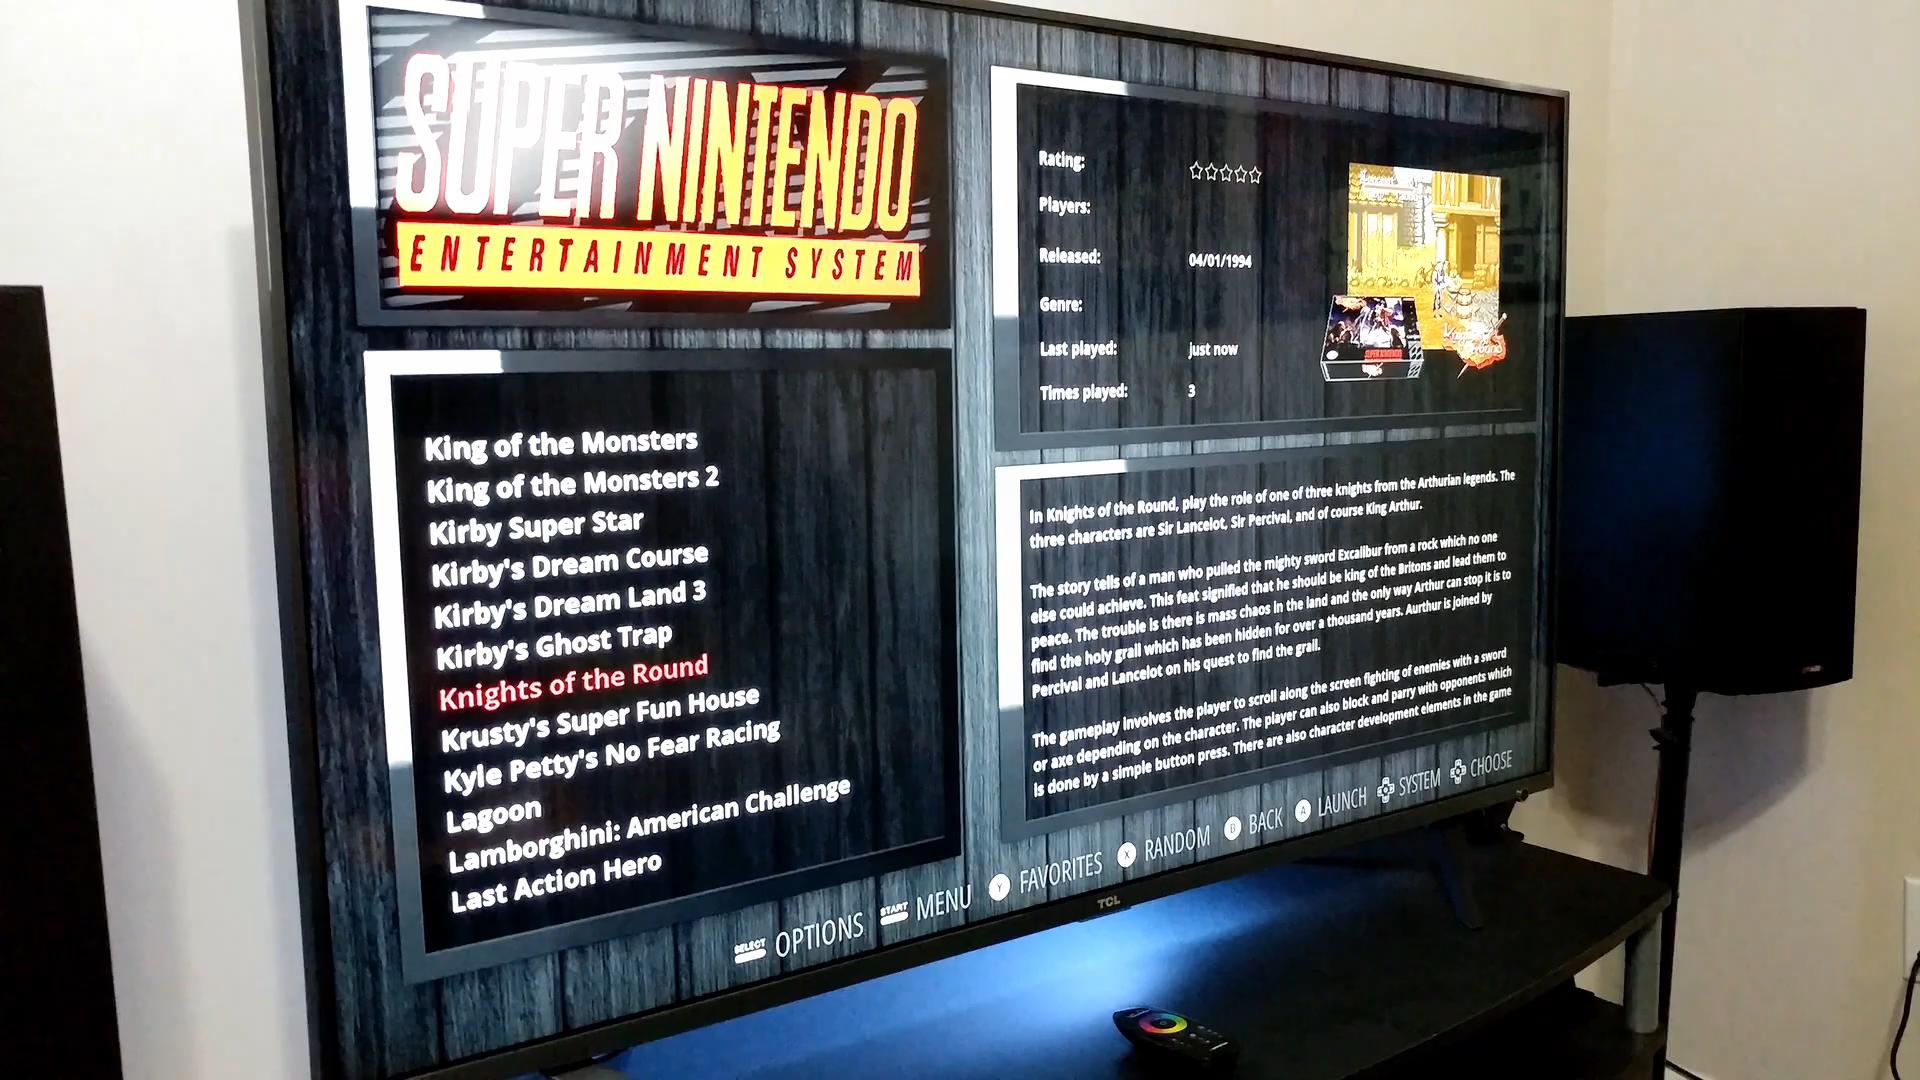 SUPER NINTENDO
ENTERTAINMENT SYSTEM
King of the Monsters
King of the Monsters 2
Kirby Super Star
Kirby's Dream Course
Kirby's Dream Land 3
Kirby's Ghost Trap
Knights of the Round
Krusty's Super Fun House
Kyle Petty's No Fear Racing
Lagoon
Lamborghini: American Challenge
Last Action Hero
Rating:
Players:
Released: 04/01/1994
Genre:
Last played: just now
Times played: 3
SUPER NINTENDO
In Knights of the Round, play the role of one of three knights from the Arthurian legends. The
three characters are Sir Lancelot, Sir Percival, and of course King Arthur.
The story tells of a man who pulled the mighty sword Excalibur from a rock which no one
else could achieve. This feat signified that he should be king of the Britons and lead them to
peace. The trouble is there is mass chaos in the land and the only way Arthur can stop it is to
find the holy grail which has been hidden for over a thousand years. Aurthur is joined by
Percival and Lancelot on his quest to find the grail.
The gameplay involves the player to scroll along the screen fighting of enemies with a sword
or axe depending on the character. The player can also block and parry with opponents which
is done by a simple button press. There are also character development elements in the game
SELECT OPTIONS START MENU Y FAVORITES X RANDOM B BACK A LAUNCH SYSTEM CHOOSE
TCL